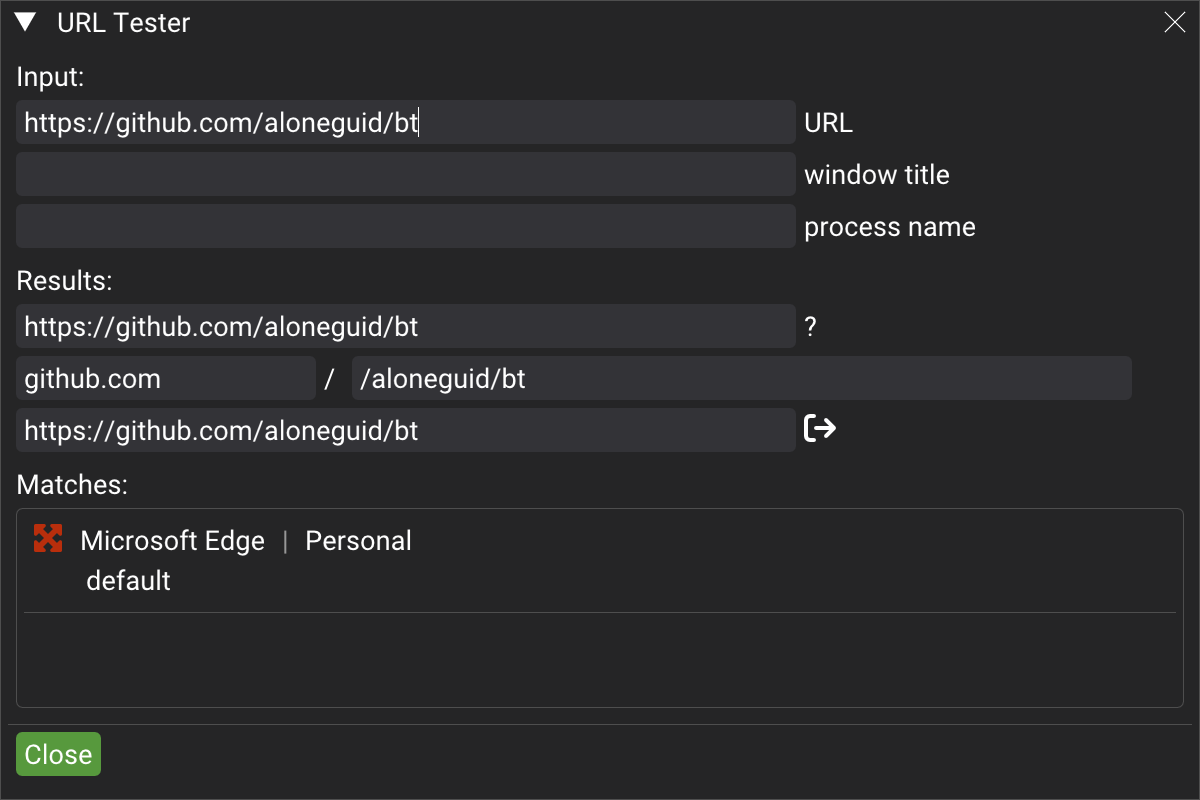 URL Tester
Input:
https://github.com/aloneguid/bt URL
window title
process name
Results:
https://github.com/aloneguid/bt ?
github.com / /aloneguid/bt
https://github.com/aloneguid/bt
Matches:
Microsoft Edge | Personal
default
Close